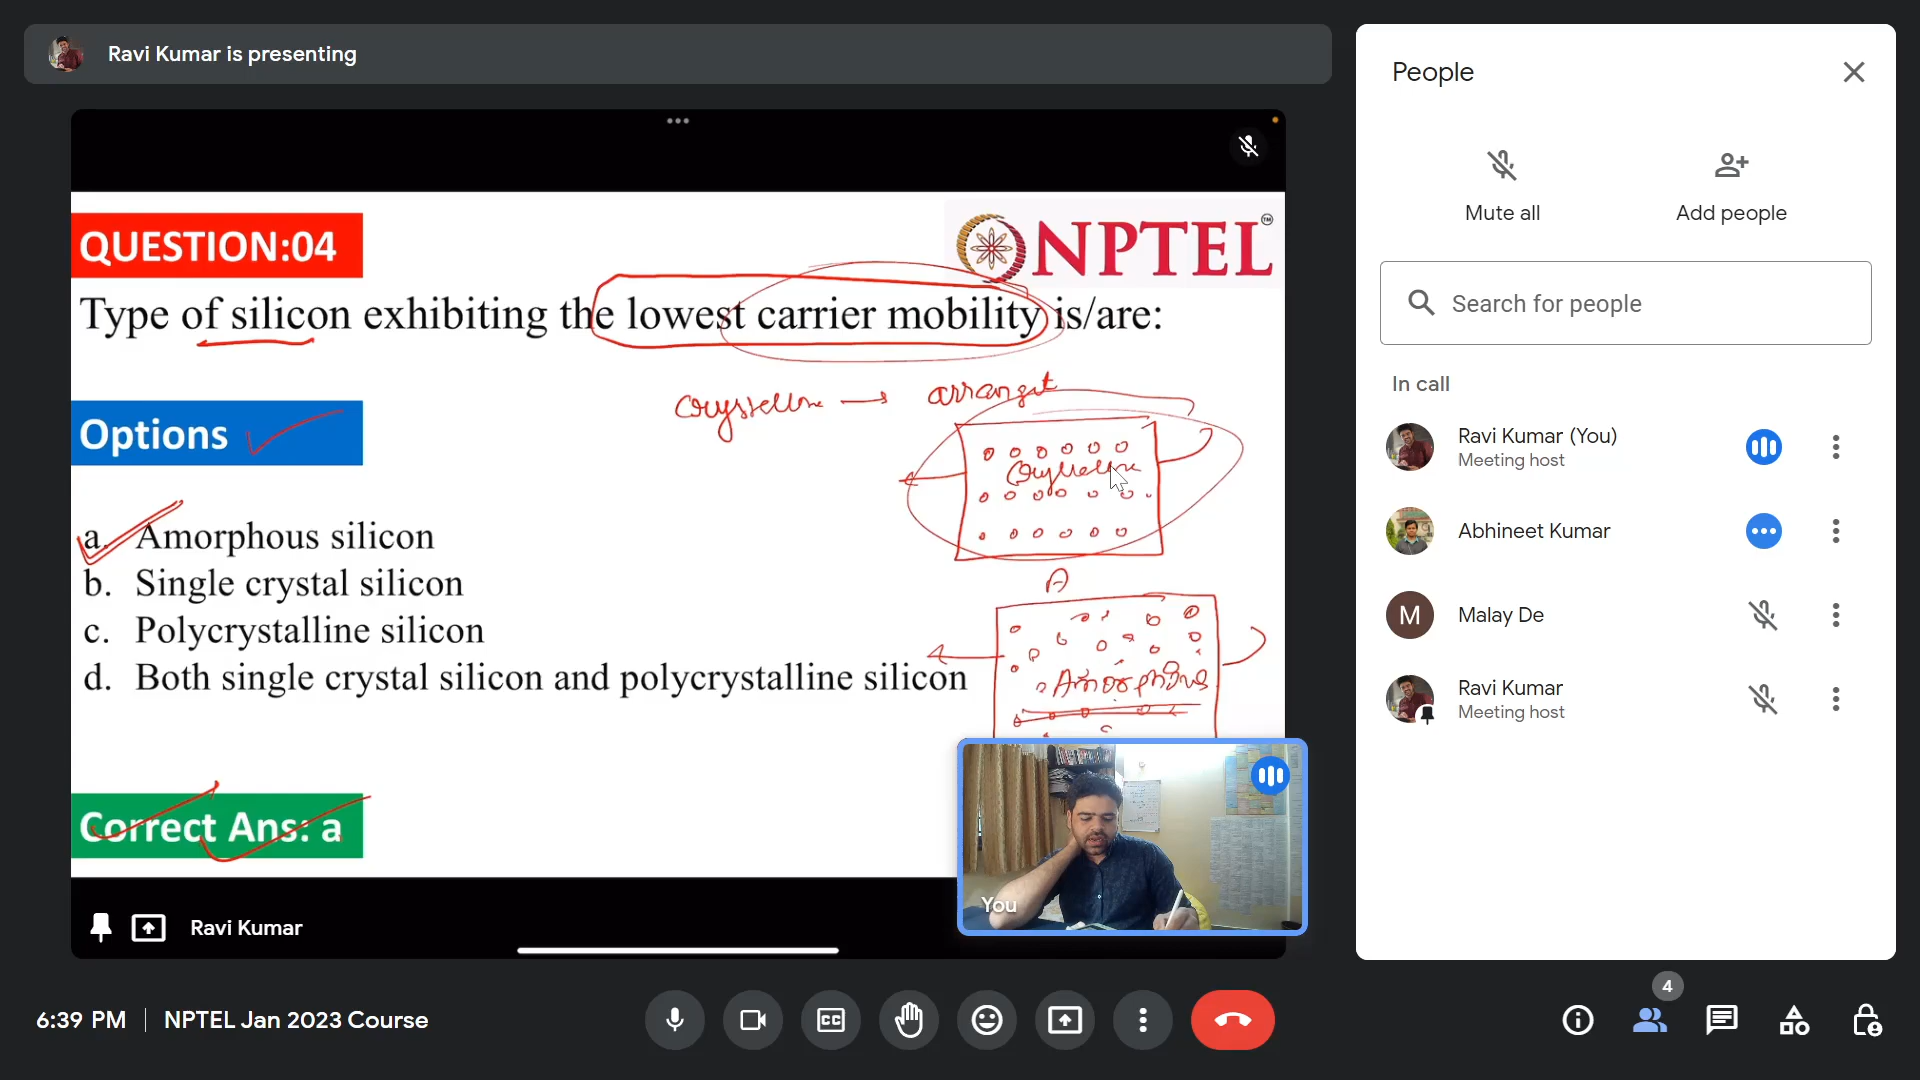 Ravi Kumar is presenting
QUESTION:04
NPTEL
TM
Type of silicon exhibiting the lowest carrier mobility is/are:
Options
a. Amorphous silicon
b. Single crystal silicon
c. Polycrystalline silicon
d. Both single crystal silicon and polycrystalline silicon
A
Amorphous
Correct Ans: a
You
Ravi Kumar
6:39 PM
NPTEL Jan 2023 Course
CC
People
Mute all
Add people
Search for people
In call
Ravi Kumar (You)
Meeting host
Abhineet Kumar
M
Malay De
Ravi Kumar
Meeting host
4